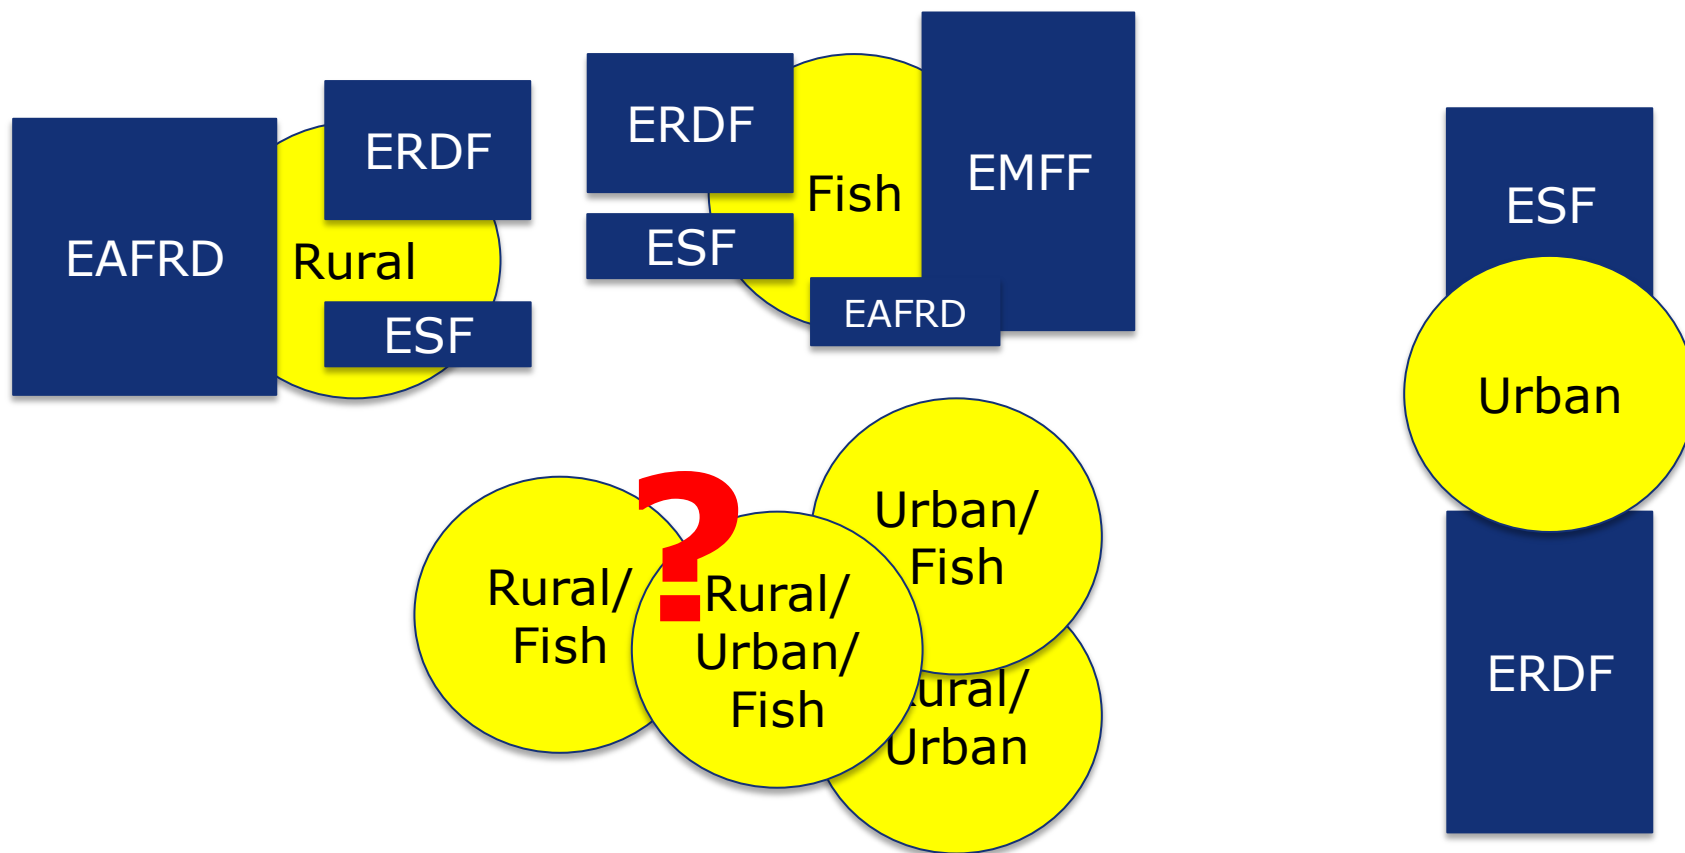 EAFRD
Rural
ERDF
ESF
ERDF
Fish
ESF
EMFF
EAFRD
ESF
Urban
ERDF
?
Rural/
Fish
Rural/
Urban/
Fish
Urban/
Fish
ural/
Urban